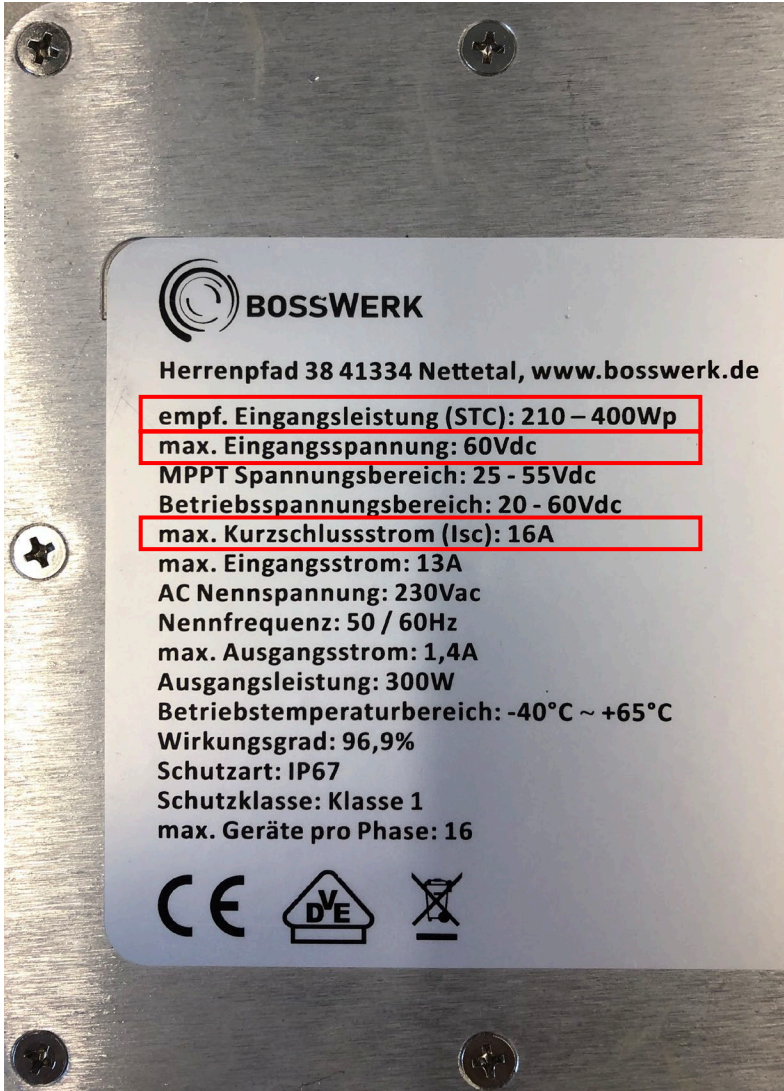 BOSSWERK
Herrenpfad 38 41334 Nettetal, www.bosswerk.de
empf. Eingangsleistung (STC): 210 – 400Wp
max. Eingangsspannung: 60Vdc
MPPT Spannungsbereich: 25 - 55Vdc
Betriebsspannungsbereich: 20 - 60Vdc
max. Kurzschlussstrom (Isc): 16A
max. Eingangsstrom: 13A
AC Nennspannung: 230Vac
Nennfrequenz: 50 / 60Hz
max. Ausgangsstrom: 1,4A
Ausgangsleistung: 300W
Betriebstemperaturbereich: -40°C ~ +65°C
Wirkungsgrad: 96,9%
Schutzart: IP67
Schutzklasse: Klasse 1
max. Geräte pro Phase: 16
CE DVE